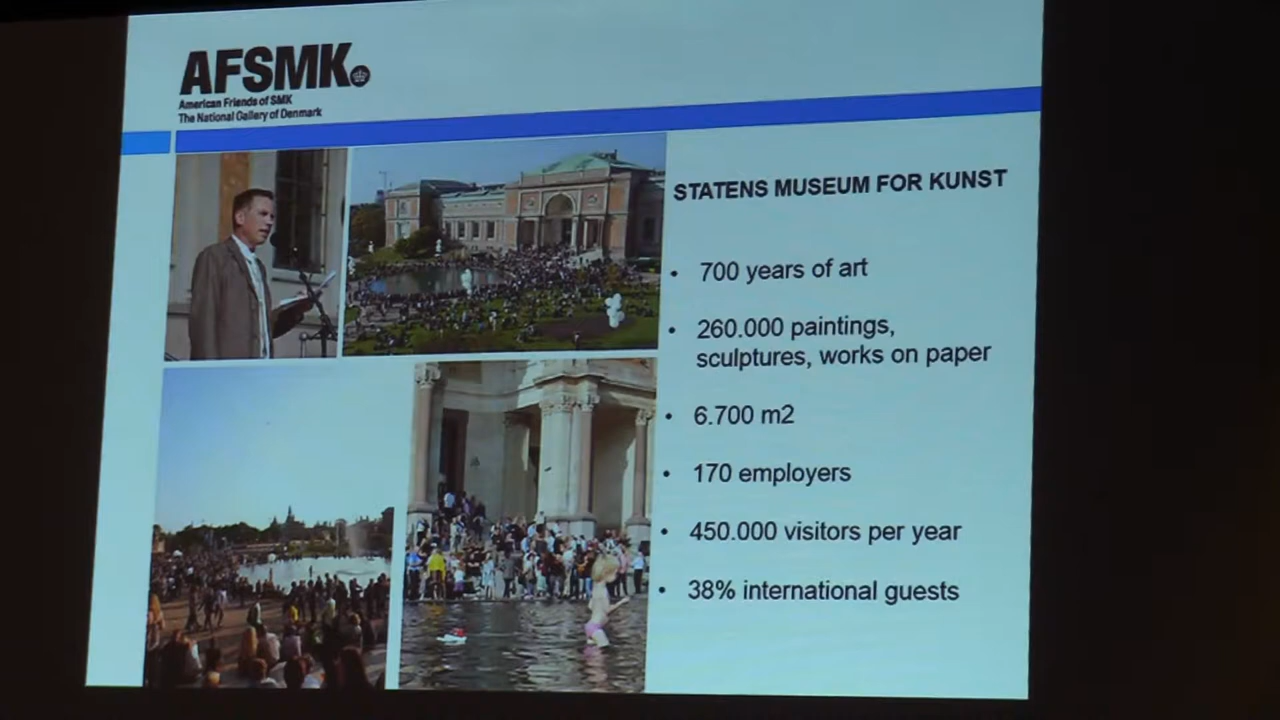 AFSMK
American Friends of SMK
The National Gallery of Denmark
STATENS MUSEUM FOR KUNST
• 700 years of art
• 260.000 paintings,
sculptures, works on paper
• 6.700 m2
• 170 employers
• 450.000 visitors per year
• 38% international guests